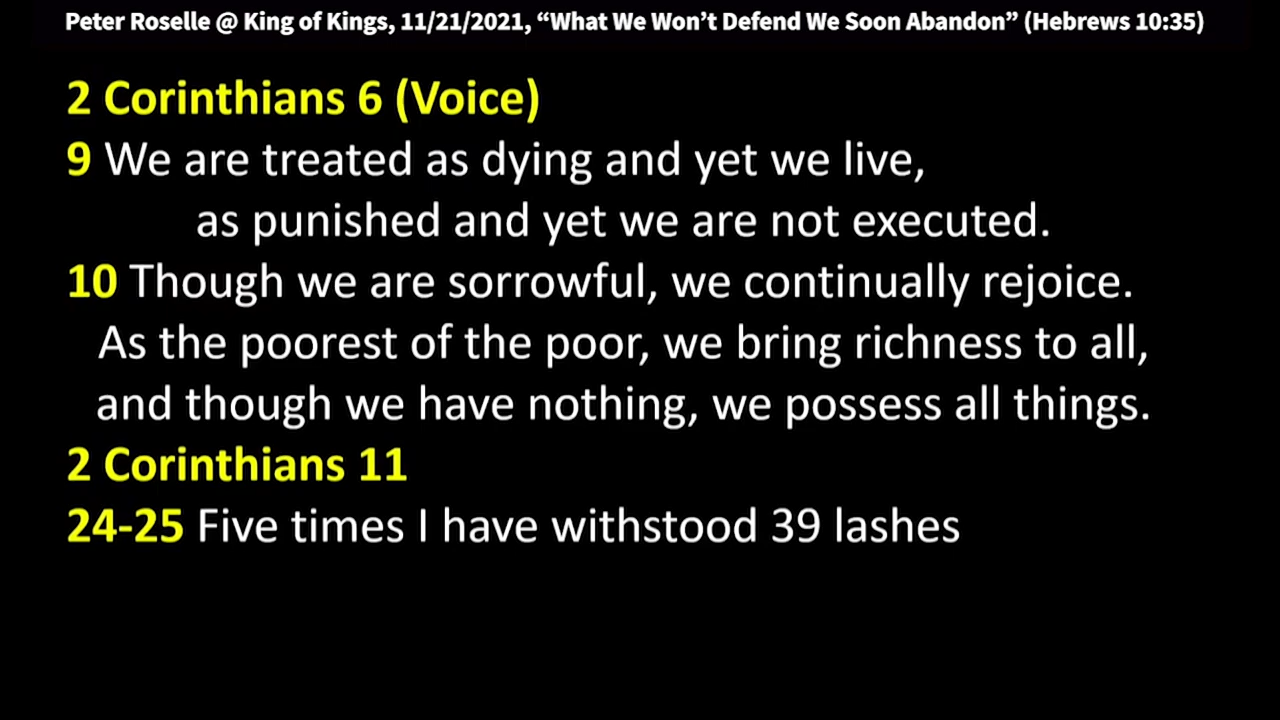 Peter Roselle @ King of Kings, 11/21/2021, “What We Won’t Defend We Soon Abandon” (Hebrews 10:35)
2 Corinthians 6 (Voice)
9 We are treated as dying and yet we live,
as punished and yet we are not executed.
10 Though we are sorrowful, we continually rejoice.
As the poorest of the poor, we bring richness to all,
and though we have nothing, we possess all things.
2 Corinthians 11
24-25 Five times I have withstood 39 lashes